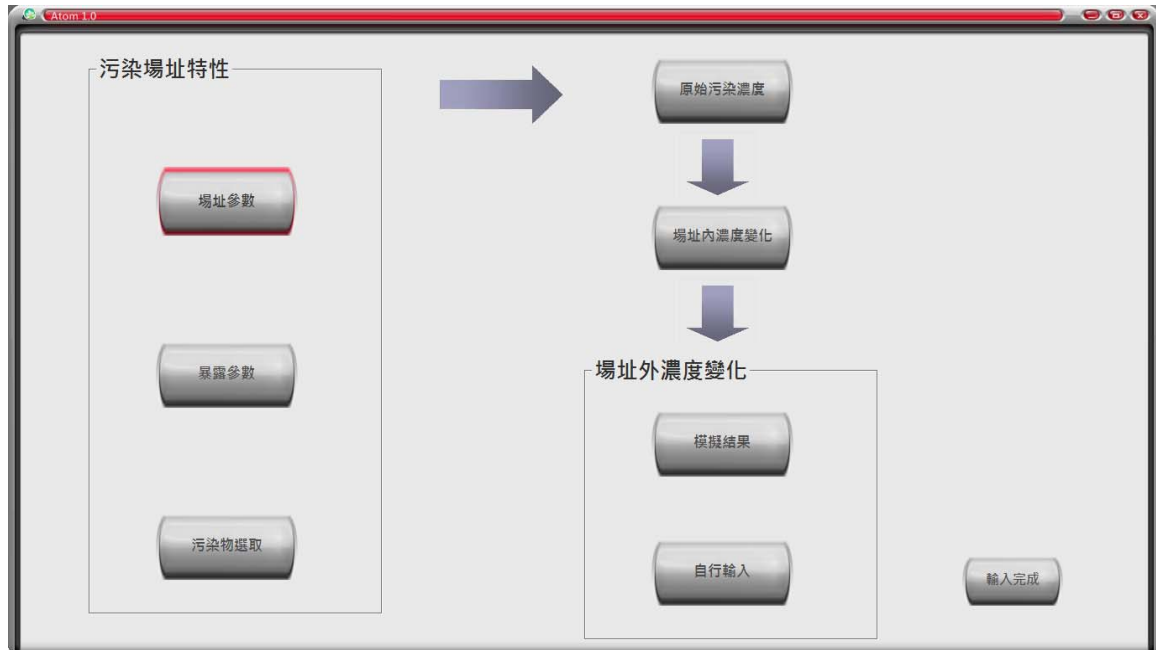 Atom 1.0
污染場址特性
場址參數
暴露參數
污染物選取
原始污染濃度
場址內濃度變化
場址外濃度變化
模擬結果
自行輸入
輸入完成